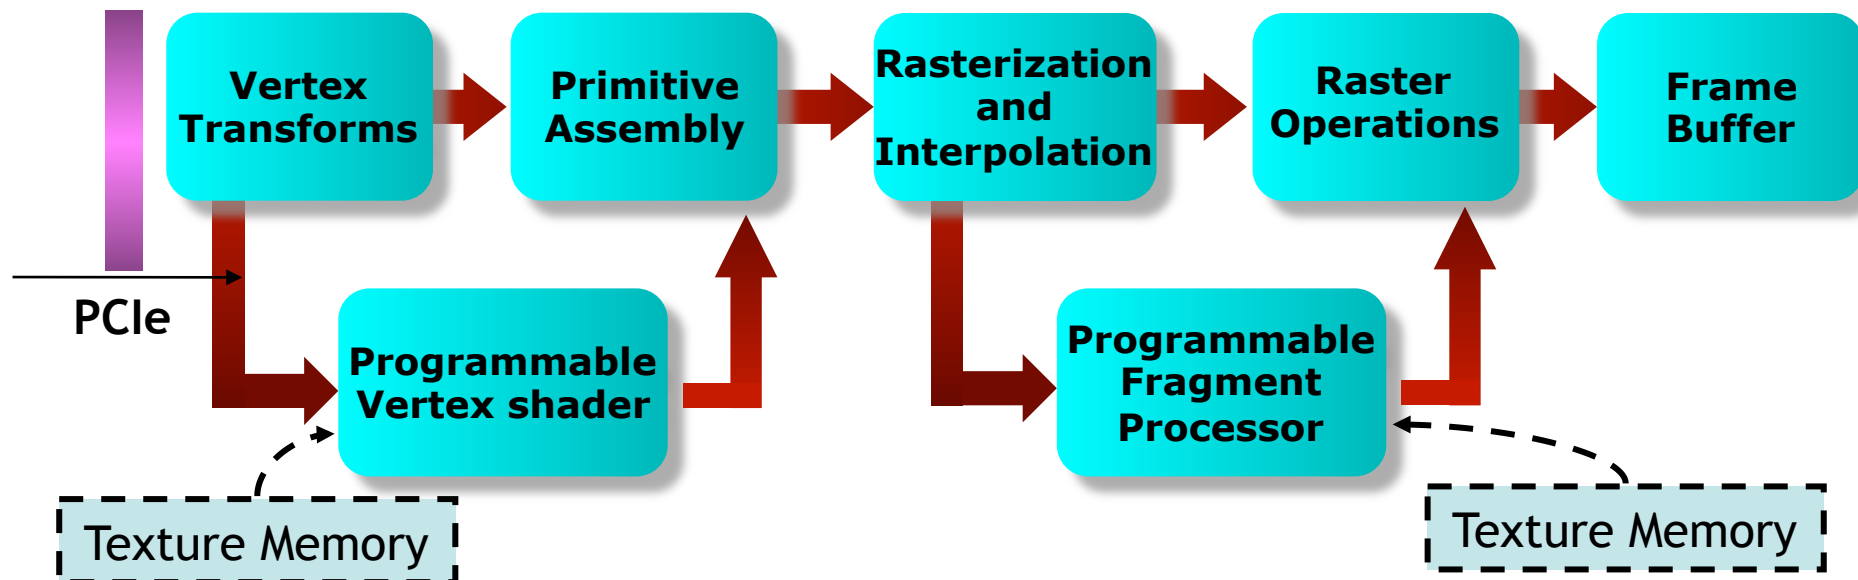 Vertex
Transforms
Primitive
Assembly
Rasterization
and
Interpolation
Raster
Operations
Frame
Buffer
PCIe
Programmable
Vertex shader
Programmable
Fragment
Processor
Texture Memory
Texture Memory